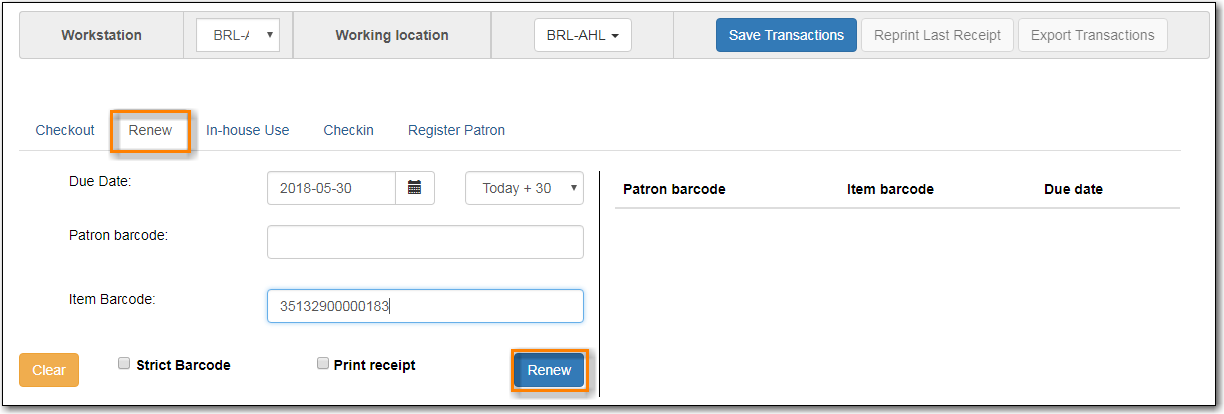 Workstation BRL-A Working location BRL-AHL Save Transactions Reprint Last Receipt Export Transactions
Checkout Renew In-house Use Checkin Register Patron
Due Date: 2018-05-30 Today + 30 Patron barcode Item barcode Due date
Patron barcode:
Item Barcode: 35132900000183
Clear Strict Barcode Print receipt Renew